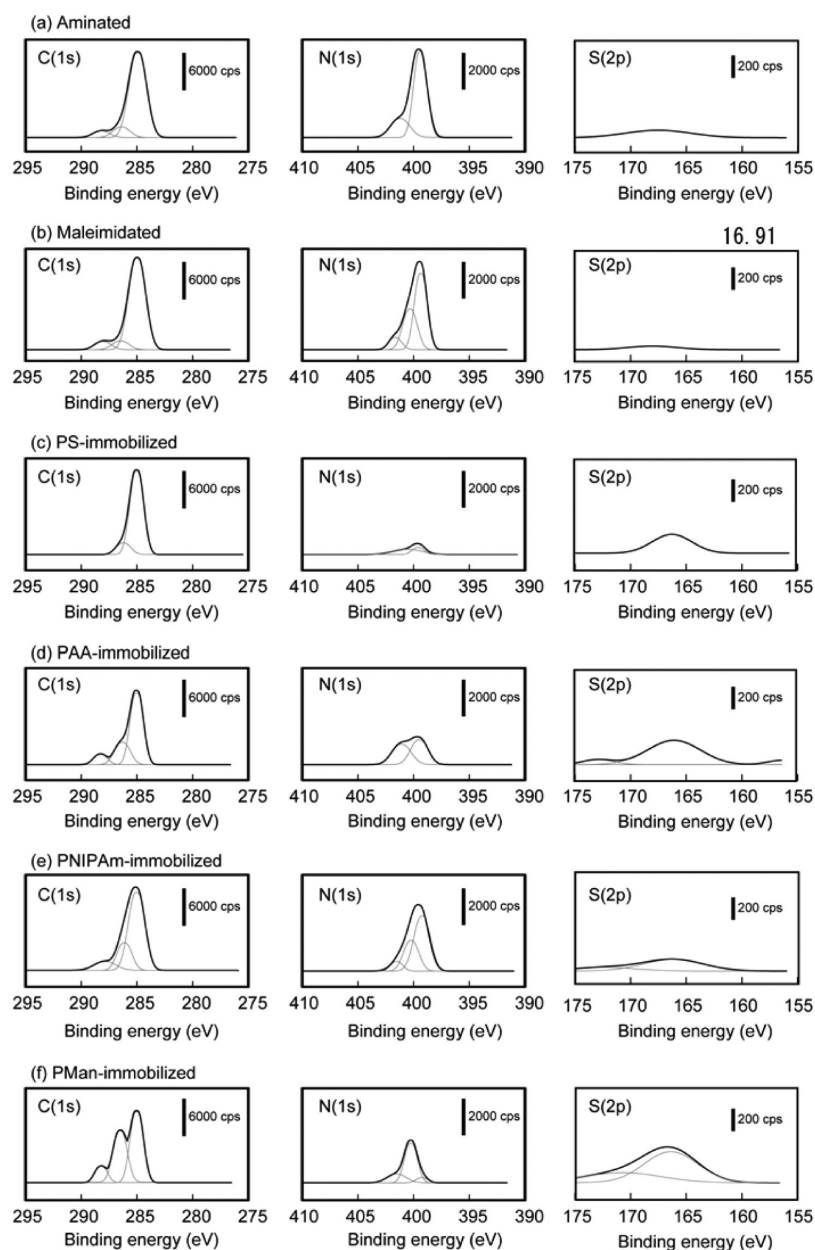 (a) Aminated
C(1s) 6000 cps N(1s) 2000 cps S(2p) 200 cps
295 290 285 280 275 410 405 400 395 390 175 170 165 160 155
Binding energy (eV) Binding energy (eV) Binding energy (eV)
(b) Maleimidated 16.91
C(1s) 6000 cps N(1s) 2000 cps S(2p) 200 cps
295 290 285 280 275 410 405 400 395 390 175 170 165 160 155
Binding energy (eV) Binding energy (eV) Binding energy (eV)
(c) PS-immobilized
C(1s) 6000 cps N(1s) 2000 cps S(2p) 200 cps
295 290 285 280 275 410 405 400 395 390 175 170 165 160 155
Binding energy (eV) Binding energy (eV) Binding energy (eV)
(d) PAA-immobilized
C(1s) 6000 cps N(1s) 2000 cps S(2p) 200 cps
295 290 285 280 275 410 405 400 395 390 175 170 165 160 155
Binding energy (eV) Binding energy (eV) Binding energy (eV)
(e) PNIPAm-immobilized
C(1s) 6000 cps N(1s) 2000 cps S(2p) 200 cps
295 290 285 280 275 410 405 400 395 390 175 170 165 160 155
Binding energy (eV) Binding energy (eV) Binding energy (eV)
(f) PMan-immobilized
C(1s) 6000 cps N(1s) 2000 cps S(2p) 200 cps
295 290 285 280 275 410 405 400 395 390 175 170 165 160 155
Binding energy (eV) Binding energy (eV) Binding energy (eV)